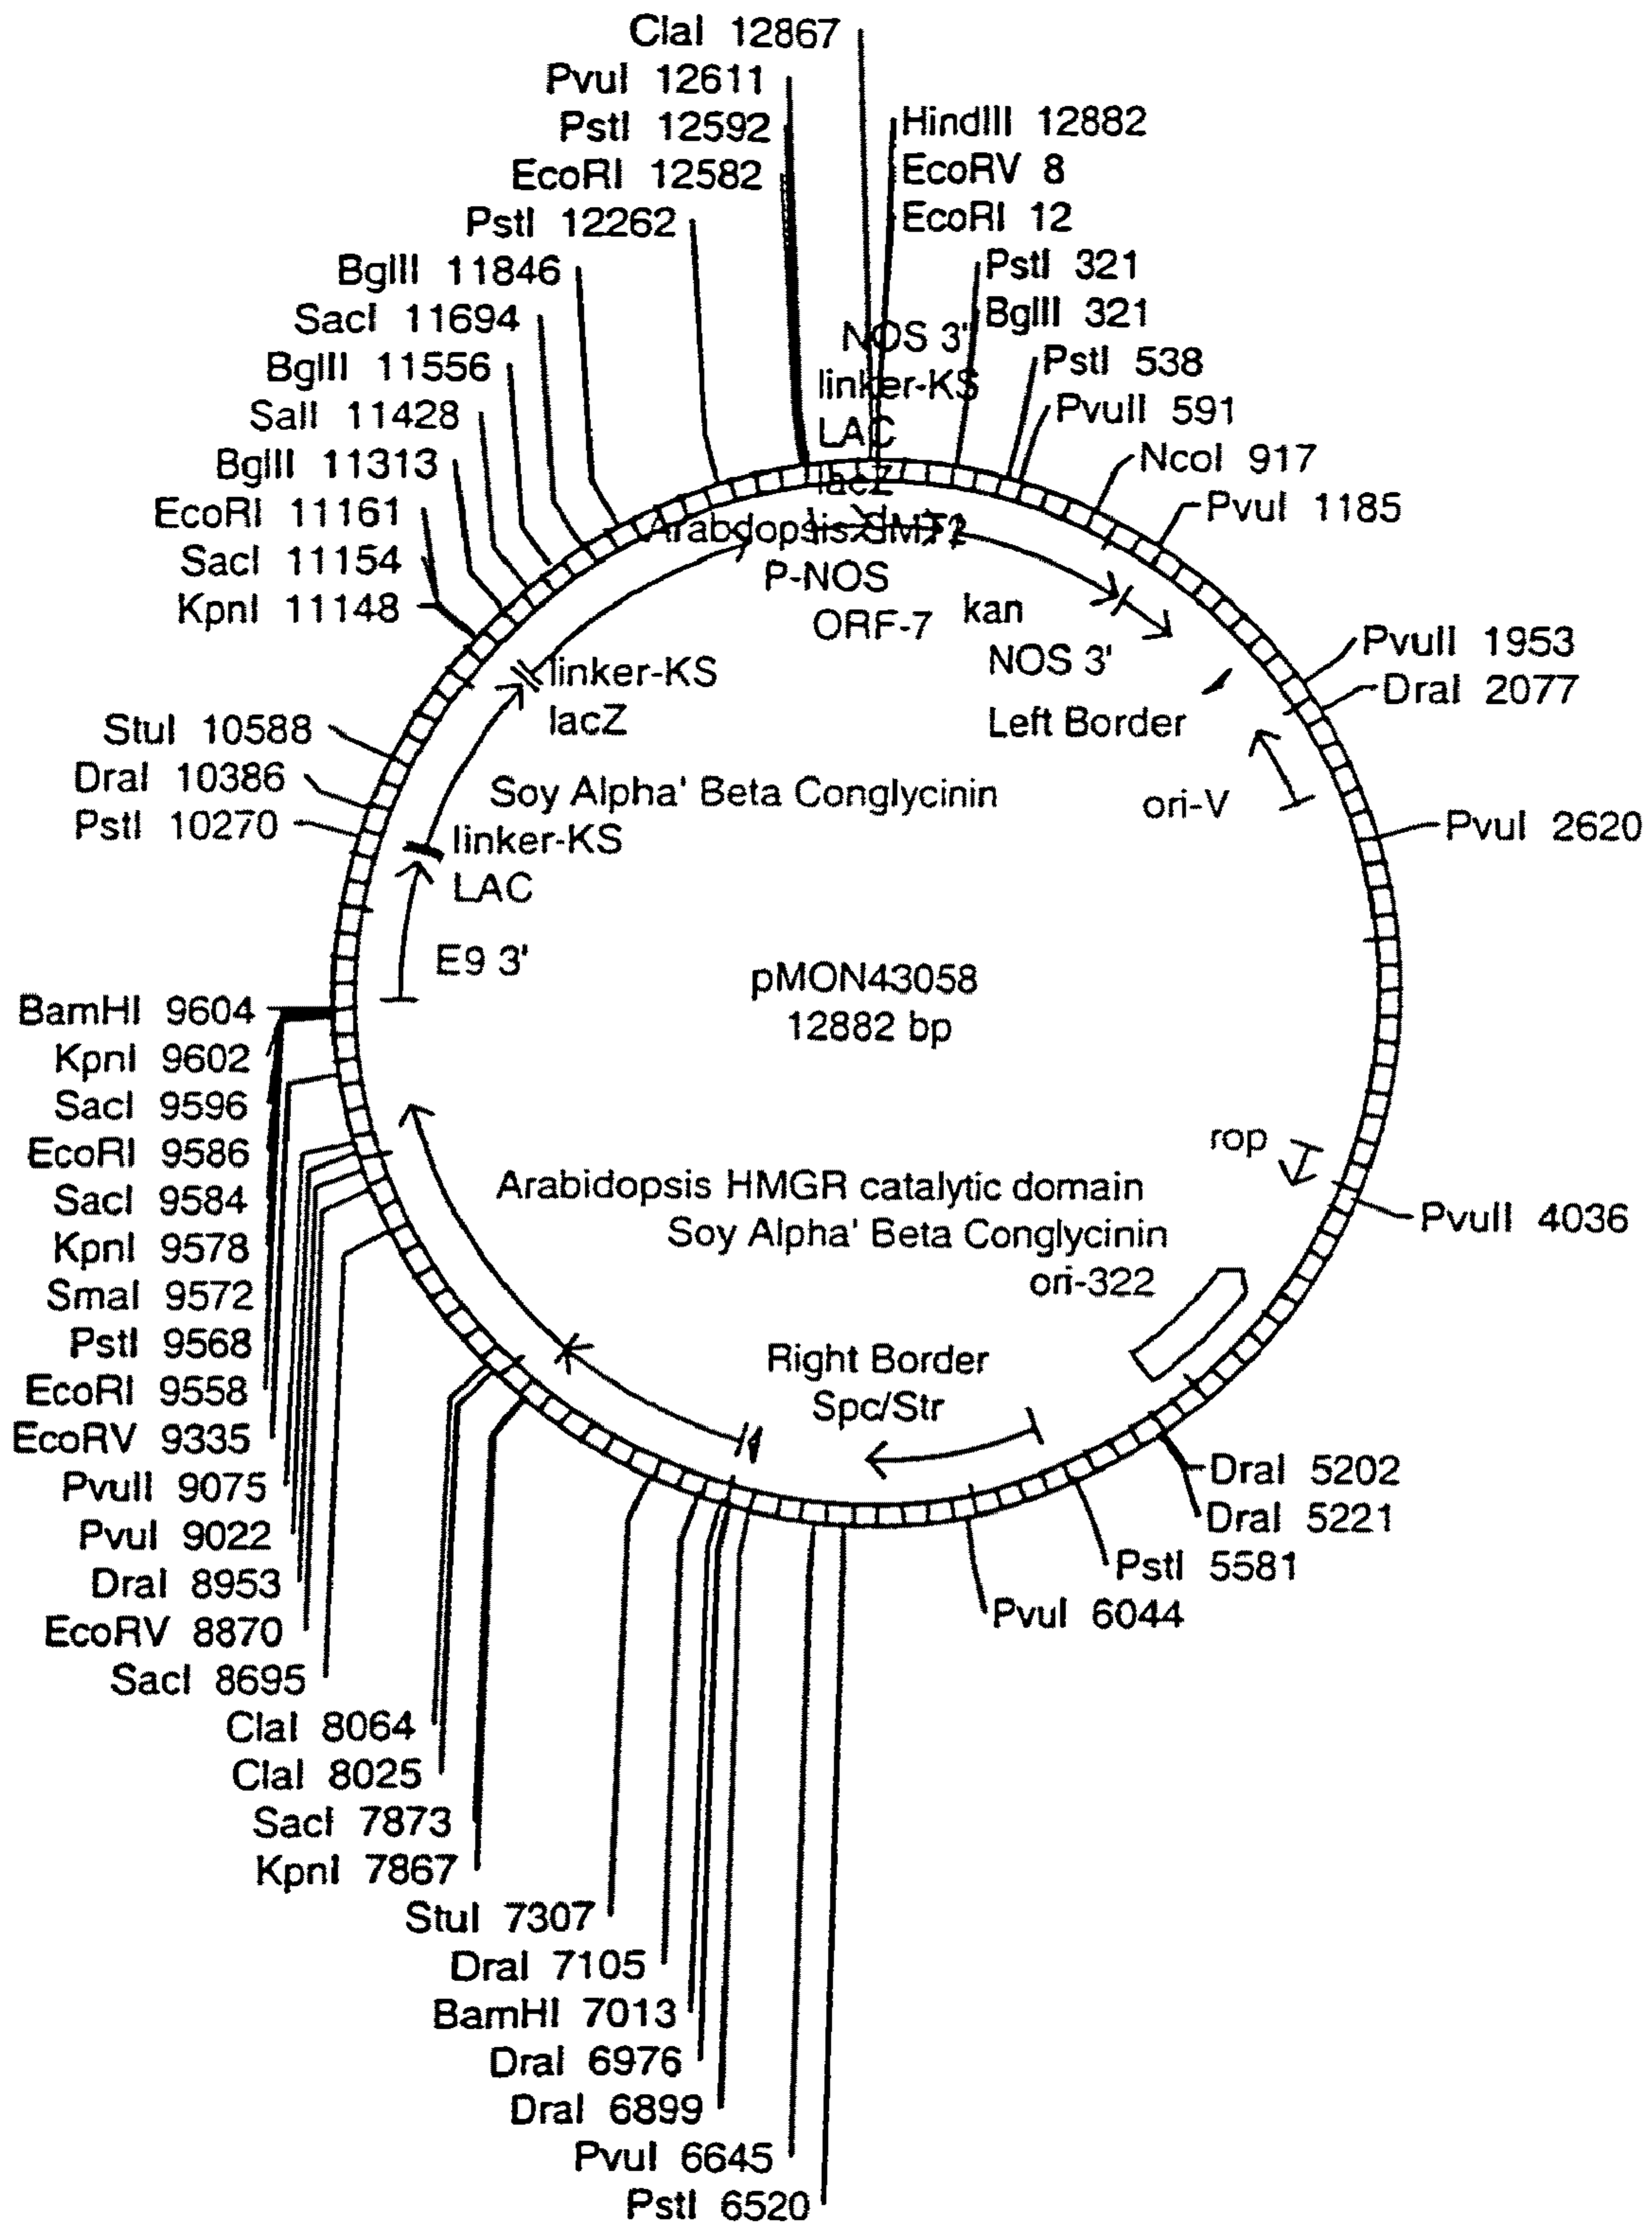 ClaI 12867
PvuI 12611
PstI 12592
EcoRI 12582
PstI 12262
BglII 11846
SacI 11694
BglII 11556
SalI 11428
BglII 11313
EcoRI 11161
SacI 11154
KpnI 11148
StuI 10588
DraI 10386
PstI 10270
BamHI 9604
KpnI 9602
SacI 9596
EcoRI 9586
SacI 9584
KpnI 9578
SmaI 9572
PstI 9568
EcoRI 9558
EcoRV 9335
PvuII 9075
PvuI 9022
DraI 8953
EcoRV 8870
SacI 8695
ClaI 8064
ClaI 8025
SacI 7873
KpnI 7867
StuI 7307
DraI 7105
BamHI 7013
DraI 6976
DraI 6899
PvuI 6645
PstI 6520
HindIII 12882
EcoRV 8
EcoRI 12
PstI 321
BglII 321
PstI 538
PvuII 591
NcoI 917
PvuI 1185
PvuII 1953
DraI 2077
PvuI 2620
PvuII 4036
DraI 5202
DraI 5221
PstI 5581
PvuI 6044
NOS 3'
linker-KS
LAC
lacZ
Arabdopsis SMT2
P-NOS
ORF-7
kan
NOS 3'
Left Border
ori-V
linker-KS
lacZ
Soy Alpha' Beta Conglycinin
linker-KS
LAC
E9 3'
pMON43058
12882 bp
rop
Arabidopsis HMGR catalytic domain
Soy Alpha' Beta Conglycinin
ori-322
Right Border
Spc/Str